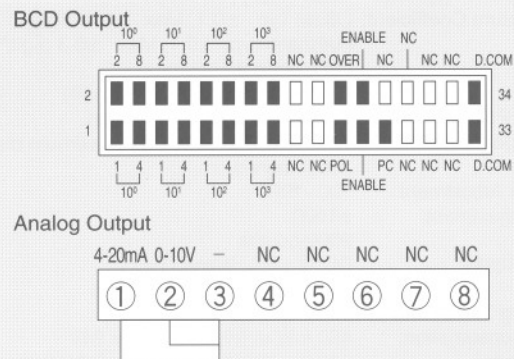 BCD Output
10⁰ 10¹ 10² 10³ ENABLE NC
2 8 2 8 2 8 2 8 NC NC OVER NC NC NC D.COM
2 34
1 33
1 4 1 4 1 4 1 4 NC NC POL PC NC NC NC D.COM
10⁰ 10¹ 10² 10³ ENABLE
Analog Output
4-20mA 0-10V — NC NC NC NC NC
① ② ③ ④ ⑤ ⑥ ⑦ ⑧